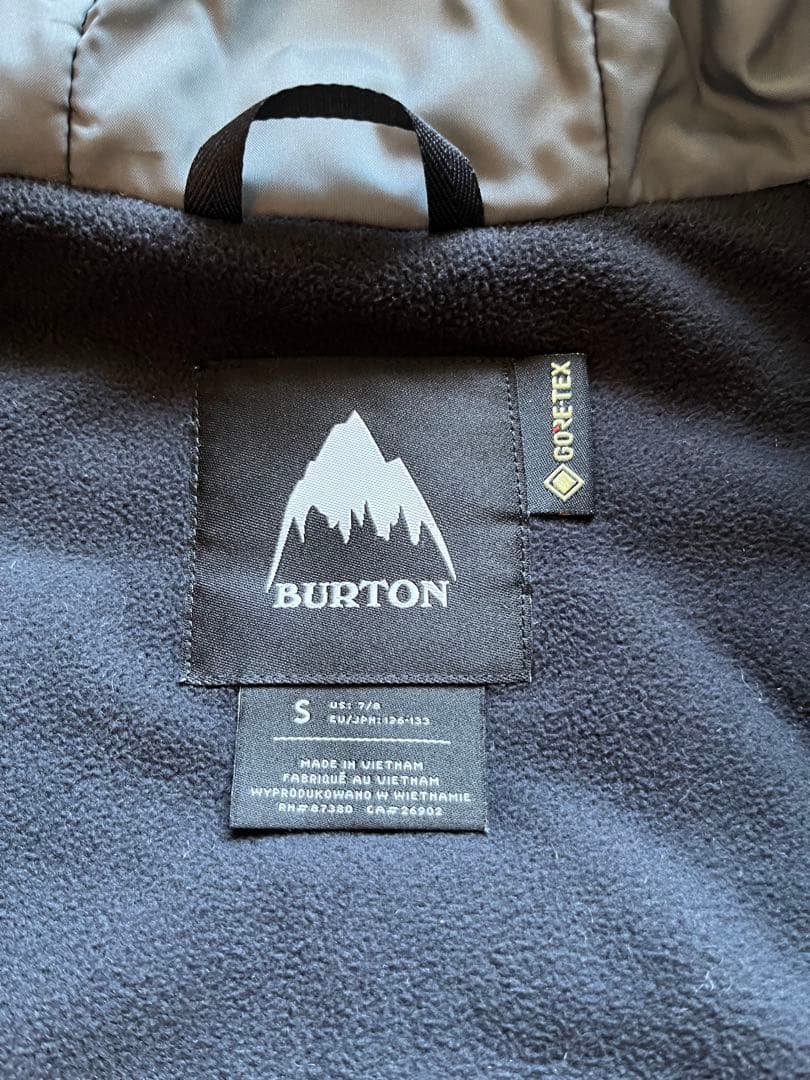 GORE-TEX
BURTON
S
US: 7/8
EU/JPN: 126-133
MADE IN VIETNAM
FABRIQUÉ AU VIETNAM
WYPRODUKOWANO W WIETNAMIE
RN# 87380 CA# 26902